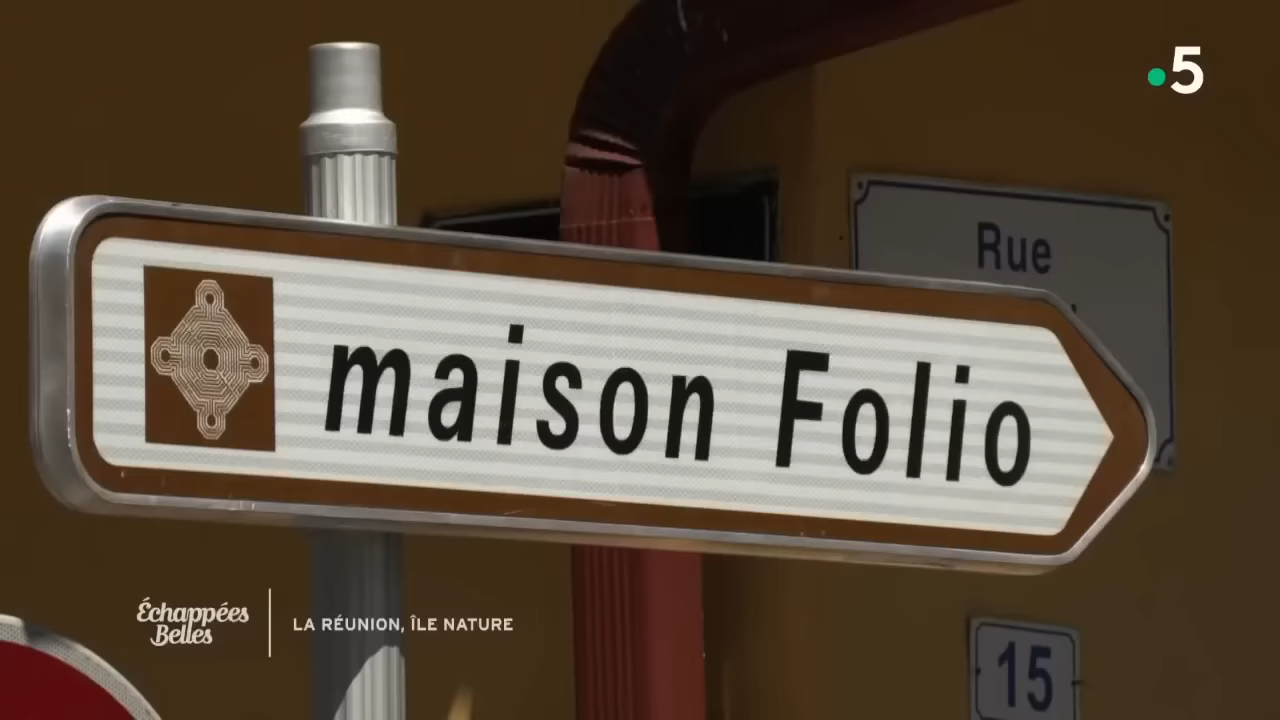 5
Rue
maison Folio
Échappées
Belles
LA RÉUNION, ÎLE NATURE
15